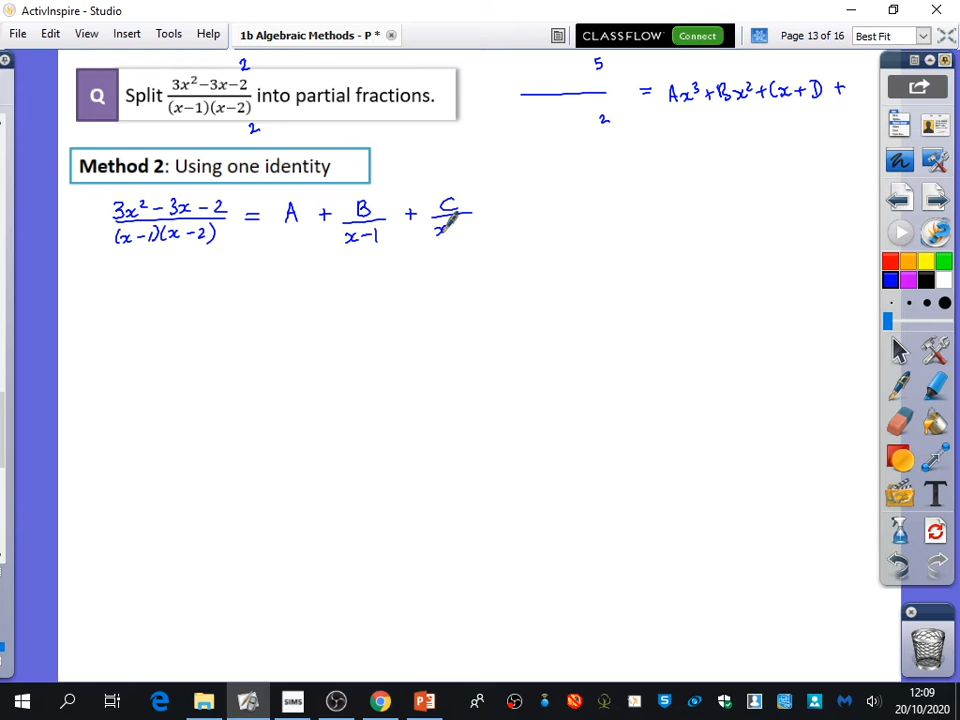 ActivInspire - Studio
File Edit View Insert Tools Help
1b Algebraic Methods - P *
CLASSFLOW Connect
Page 13 of 16
Best Fit
2
Q Split (3x²−3x−2)/((x−1)(x−2)) into partial fractions.
2
5
____ = Ax³ + Bx² + Cx + D +
2
Method 2: Using one identity
(3x² − 3x − 2)/((x−1)(x−2)) = A + B/(x−1) + C/x
SIMS
12:09
20/10/2020